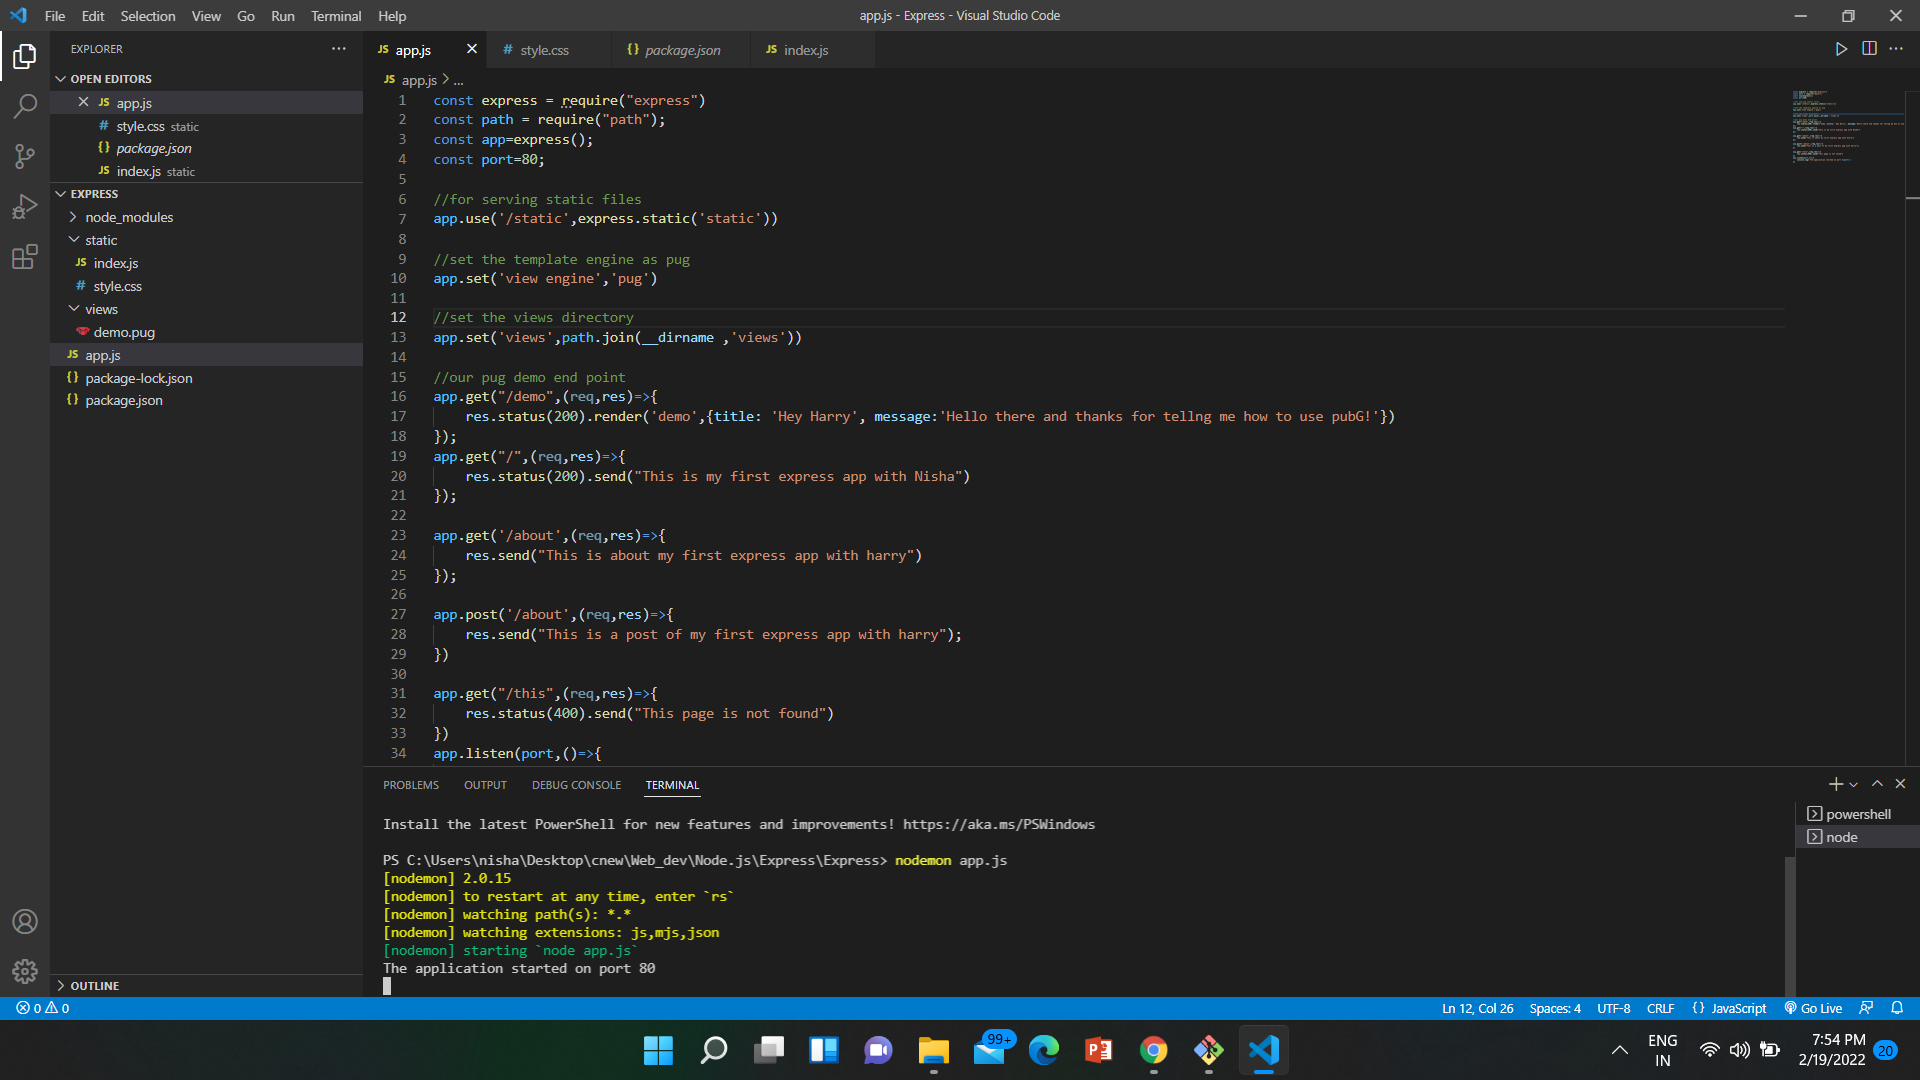 File Edit Selection View Go Run Terminal Help
app.js - Express - Visual Studio Code
EXPLORER
OPEN EDITORS
JS app.js
# style.css static
{} package.json
JS index.js static
EXPRESS
node_modules
static
JS index.js
# style.css
views
demo.pug
JS app.js
{} package-lock.json
{} package.json
OUTLINE
JS app.js # style.css {} package.json JS index.js
JS app.js > ...
1 const express = require("express")
2 const path = require("path");
3 const app=express();
4 const port=80;
5
6 //for serving static files
7 app.use('/static',express.static('static'))
8
9 //set the template engine as pug
10 app.set('view engine','pug')
11
12 //set the views directory
13 app.set('views',path.join(__dirname ,'views'))
14
15 //our pug demo end point
16 app.get("/demo",(req,res)=>{
17 res.status(200).render('demo',{title: 'Hey Harry', message:'Hello there and thanks for tellng me how to use pubG!'})
18 });
19 app.get("/",(req,res)=>{
20 res.status(200).send("This is my first express app with Nisha")
21 });
22
23 app.get('/about',(req,res)=>{
24 res.send("This is about my first express app with harry")
25 });
26
27 app.post('/about',(req,res)=>{
28 res.send("This is a post of my first express app with harry");
29 })
30
31 app.get("/this",(req,res)=>{
32 res.status(400).send("This page is not found")
33 })
34 app.listen(port,()=>{
PROBLEMS OUTPUT DEBUG CONSOLE TERMINAL
Install the latest PowerShell for new features and improvements! https://aka.ms/PSWindows
PS C:\Users\nisha\Desktop\cnew\Web_dev\Node.js\Express\Express> nodemon app.js
[nodemon] 2.0.15
[nodemon] to restart at any time, enter `rs`
[nodemon] watching path(s): *.*
[nodemon] watching extensions: js,mjs,json
[nodemon] starting `node app.js`
The application started on port 80
powershell
node
0 0
Ln 12, Col 26 Spaces: 4 UTF-8 CRLF {} JavaScript Go Live
99+
P
ENG
IN
7:54 PM
2/19/2022
20